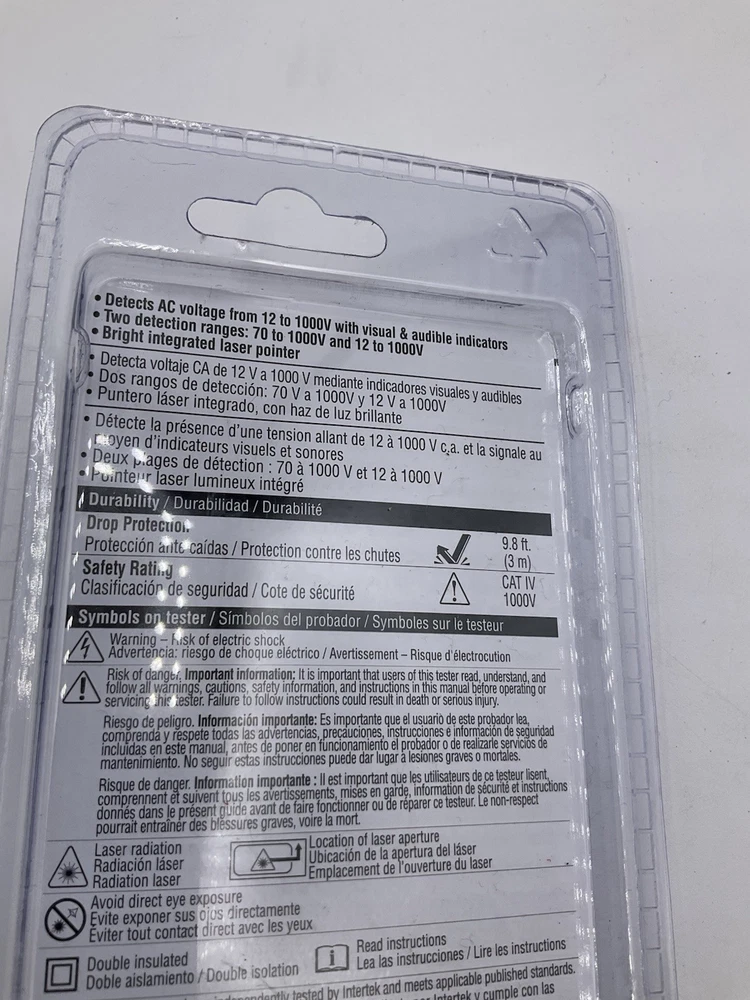 • Detects AC voltage from 12 to 1000V with visual & audible indicators
• Two detection ranges: 70 to 1000V and 12 to 1000V
• Bright integrated laser pointer
• Detecta voltaje CA de 12 V a 1000 V mediante indicadores visuales y audibles
• Dos rangos de detección: 70 V a 1000V y 12 V a 1000V
• Puntero láser integrado, con haz de luz brillante
• Détecte la présence d'une tension allant de 12 à 1000 V c.a. et la signale au
moyen d'indicateurs visuels et sonores
• Deux plages de détection : 70 à 1000 V et 12 à 1000 V
• Pointeur laser lumineux intégré
Durability / Durabilidad / Durabilité
Drop Protection
Protección ante caídas / Protection contre les chutes
9.8 ft.
(3 m)
Safety Rating
Clasificación de seguridad / Cote de sécurité
CAT IV
1000V
Symbols on tester / Símbolos del probador / Symboles sur le testeur
Warning – Risk of electric shock
Advertencia: riesgo de choque eléctrico / Avertissement – Risque d'électrocution
Risk of danger. Important information: It is important that users of this tester read, understand, and
follow all warnings, cautions, safety information, and instructions in this manual before operating or
servicing this tester. Failure to follow instructions could result in death or serious injury.
Riesgo de peligro. Información importante: Es importante que el usuario de este probador lea,
comprenda y respete todas las advertencias, precauciones, instrucciones e información de seguridad
incluidas en este manual, antes de poner en funcionamiento el probador o de realizarle servicios de
mantenimiento. No seguir estas instrucciones puede dar lugar a lesiones graves o mortales.
Risque de danger. Information importante : Il est important que les utilisateurs de ce testeur lisent,
comprennent et suivent tous les avertissements, mises en garde, information de sécurité et instructions
donnés dans le présent guide avant de faire fonctionner ou de réparer ce testeur. Le non-respect
pourrait entraîner des blessures graves, voire la mort.
Laser radiation
Radiación láser
Radiation laser
Location of laser aperture
Ubicación de la apertura del láser
Emplacement de l'ouverture du laser
Avoid direct eye exposure
Evite exponer sus ojos directamente
Éviter tout contact direct avec les yeux
Double insulated
Doble aislamiento / Double isolation
Read instructions
Lea las instrucciones / Lire les instructions
tested by Intertek and meets applicable published standards.
Intertek y cumple con las